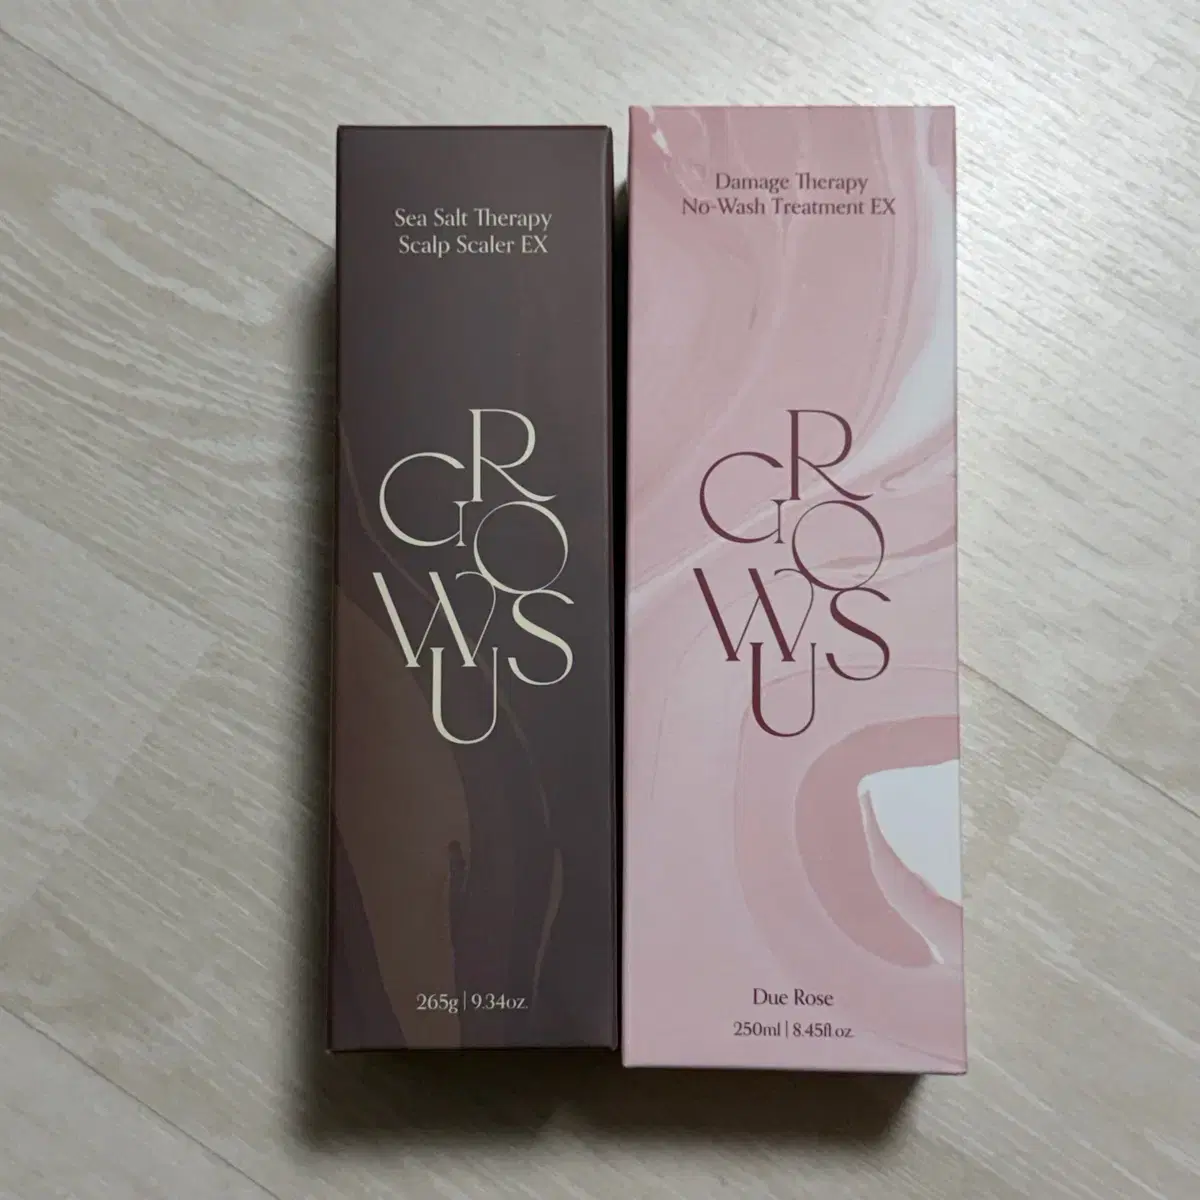 Sea Salt Therapy
Scalp Scaler EX
GROWUS
265g | 9.34oz.
Damage Therapy
No-Wash Treatment EX
GROWUS
Due Rose
250ml | 8.45fl.oz.